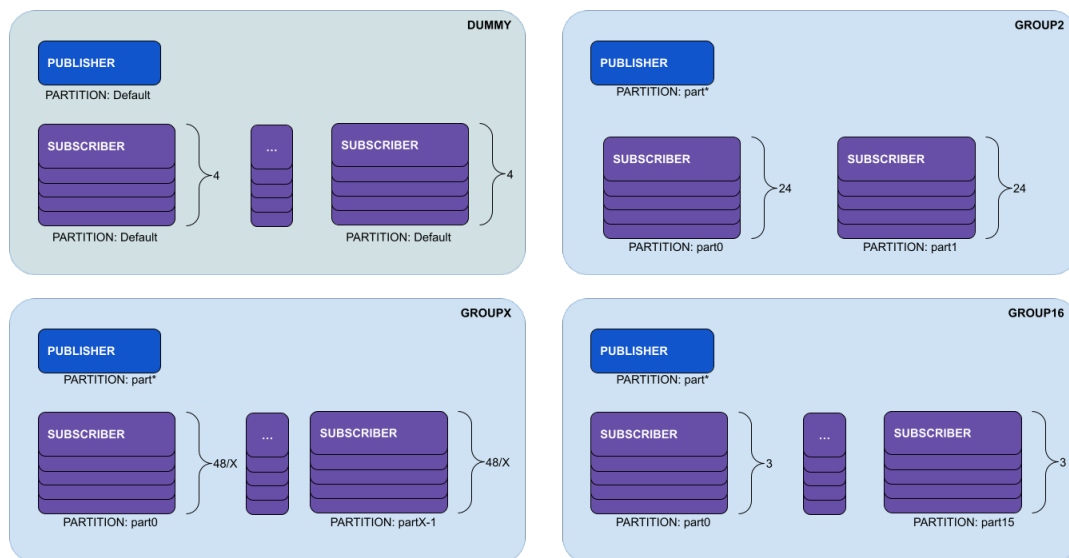 DUMMY
PUBLISHER
PARTITION: Default
SUBSCRIBER
4
...
SUBSCRIBER
4
PARTITION: Default
PARTITION: Default
GROUP2
PUBLISHER
PARTITION: part*
SUBSCRIBER
24
SUBSCRIBER
24
PARTITION: part0
PARTITION: part1
GROUPX
PUBLISHER
PARTITION: part*
SUBSCRIBER
48/X
...
SUBSCRIBER
48/X
PARTITION: part0
PARTITION: partX-1
GROUP16
PUBLISHER
PARTITION: part*
SUBSCRIBER
3
...
SUBSCRIBER
3
PARTITION: part0
PARTITION: part15